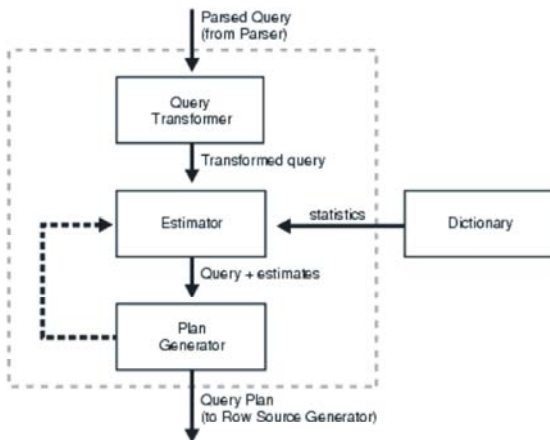 Parsed Query
(from Parser)
Query
Transformer
Transformed query
Estimator
statistics
Dictionary
Query + estimates
Plan
Generator
Query Plan
(to Row Source Generator)